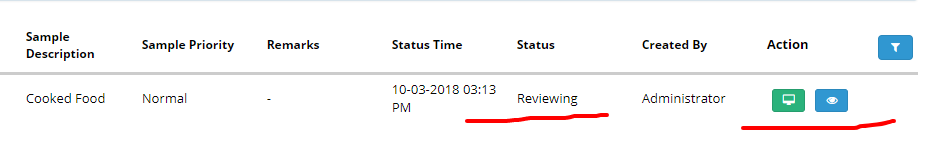 Sample Description
Sample Priority
Remarks
Status Time
Status
Created By
Action
Cooked Food
Normal
-
10-03-2018 03:13
PM
Reviewing
Administrator